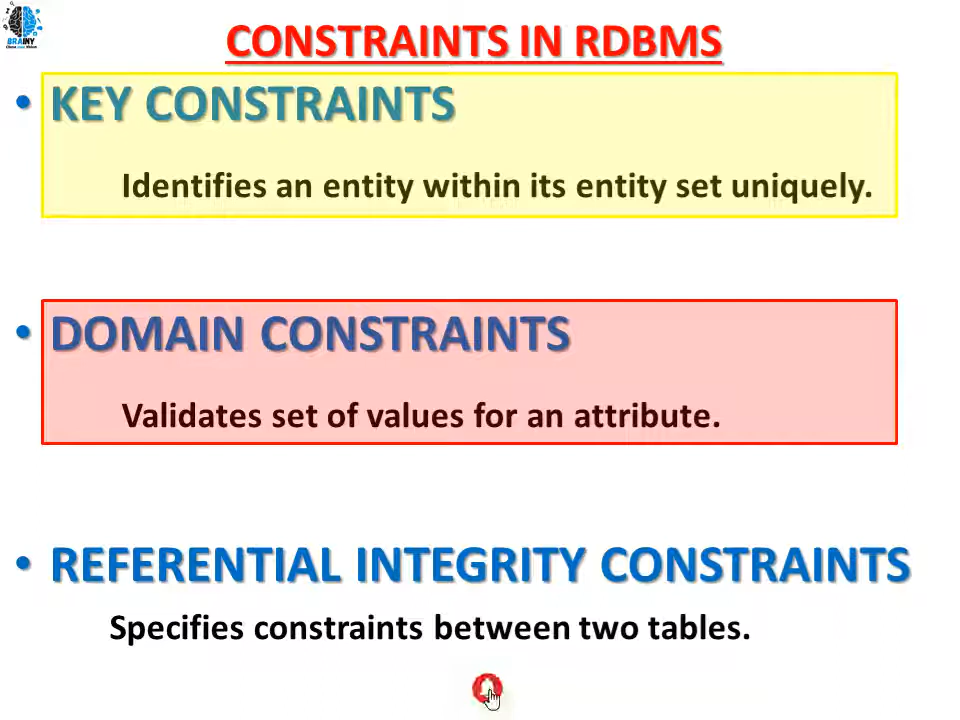 BRAINY
CONSTRAINTS IN RDBMS
• KEY CONSTRAINTS
Identifies an entity within its entity set uniquely.
• DOMAIN CONSTRAINTS
Validates set of values for an attribute.
• REFERENTIAL INTEGRITY CONSTRAINTS
Specifies constraints between two tables.